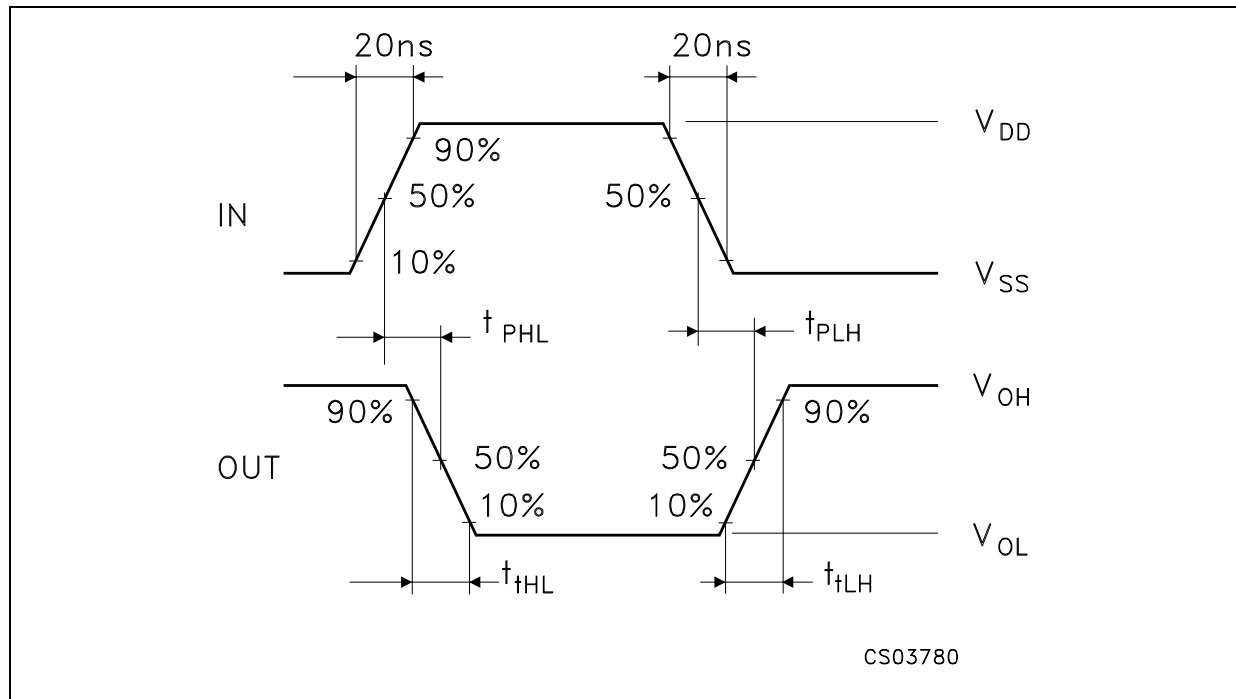 20ns 20ns
V DD
90%
50% 50%
IN
10%
V SS
t PHL t PLH
V OH
90% 90%
50% 50%
OUT
10% 10%
V OL
t tHL t tLH
CS03780